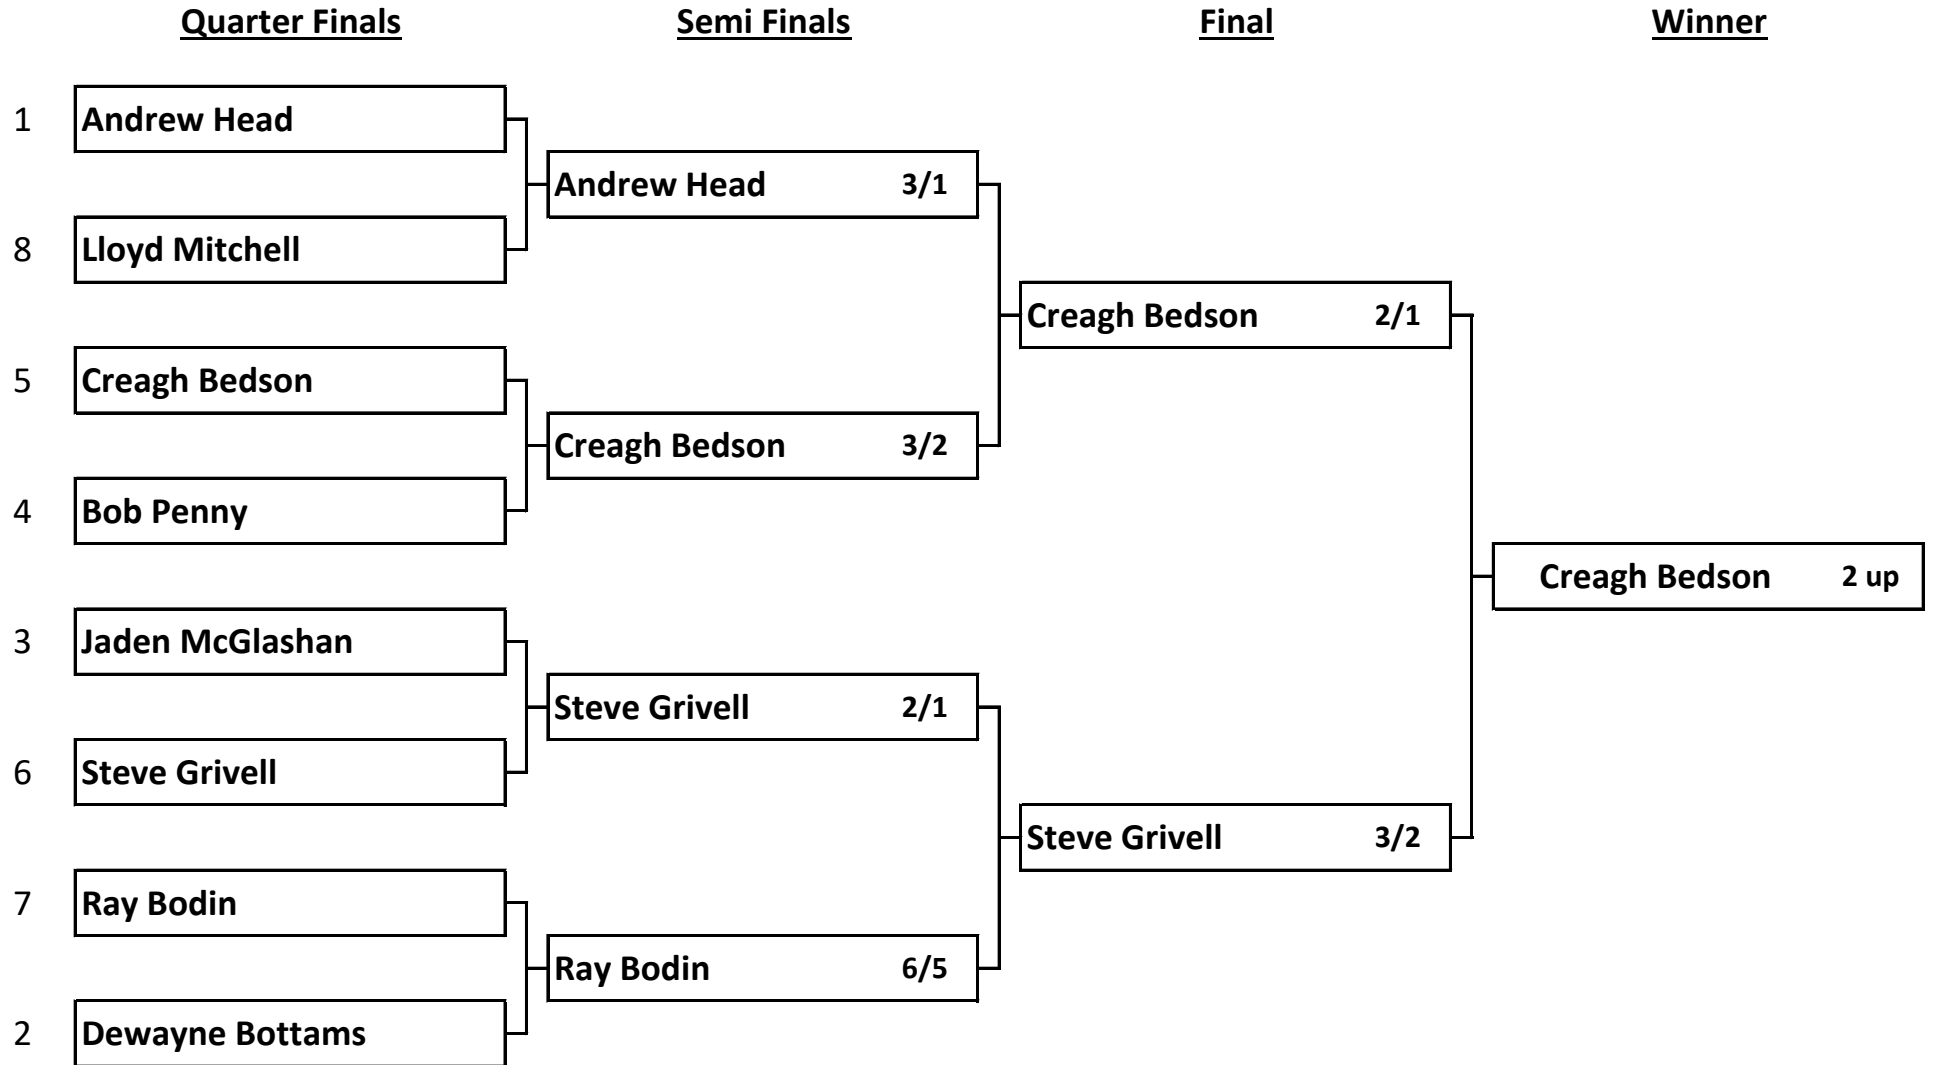 Quarter Finals Semi Finals Final Winner
1 Andrew Head
Andrew Head 3/1
8 Lloyd Mitchell
Creagh Bedson 2/1
5 Creagh Bedson
Creagh Bedson 3/2
4 Bob Penny
Creagh Bedson 2 up
3 Jaden McGlashan
Steve Grivell 2/1
6 Steve Grivell
Steve Grivell 3/2
7 Ray Bodin
Ray Bodin 6/5
2 Dewayne Bottams